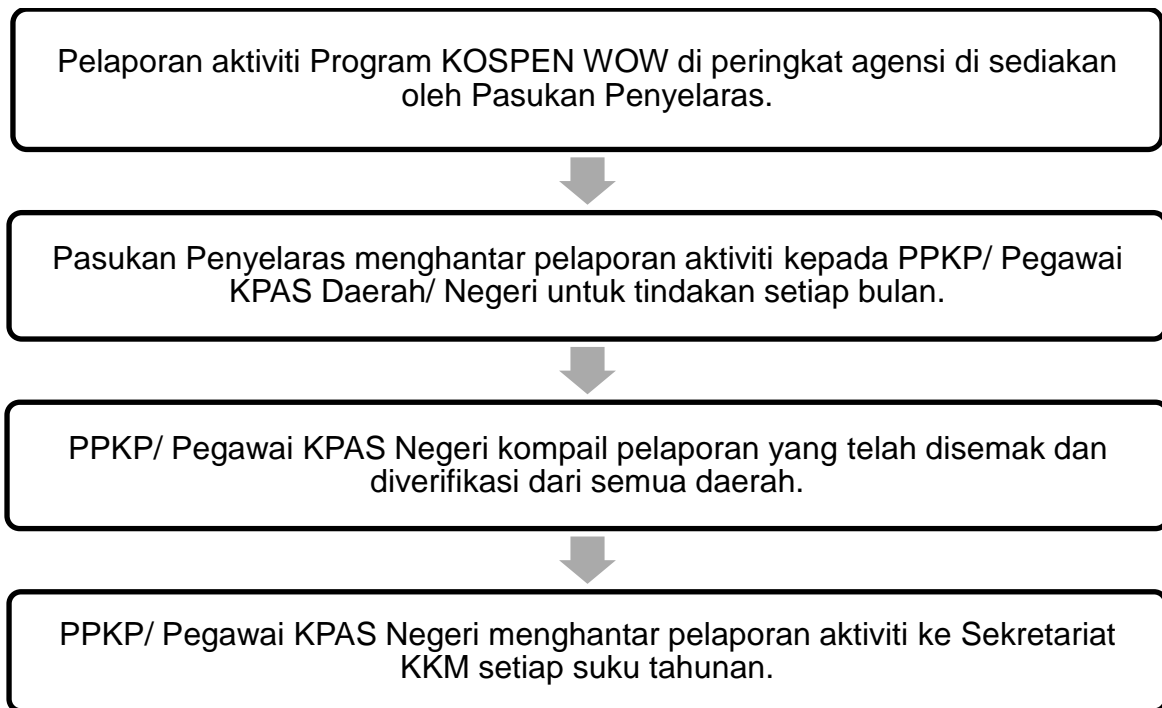 Pelaporan aktiviti Program KOSPEN WOW di peringkat agensi di sediakan
oleh Pasukan Penyelaras.
Pasukan Penyelaras menghantar pelaporan aktiviti kepada PPKP/ Pegawai
KPAS Daerah/ Negeri untuk tindakan setiap bulan.
PPKP/ Pegawai KPAS Negeri kompail pelaporan yang telah disemak dan
diverifikasi dari semua daerah.
PPKP/ Pegawai KPAS Negeri menghantar pelaporan aktiviti ke Sekretariat
KKM setiap suku tahunan.